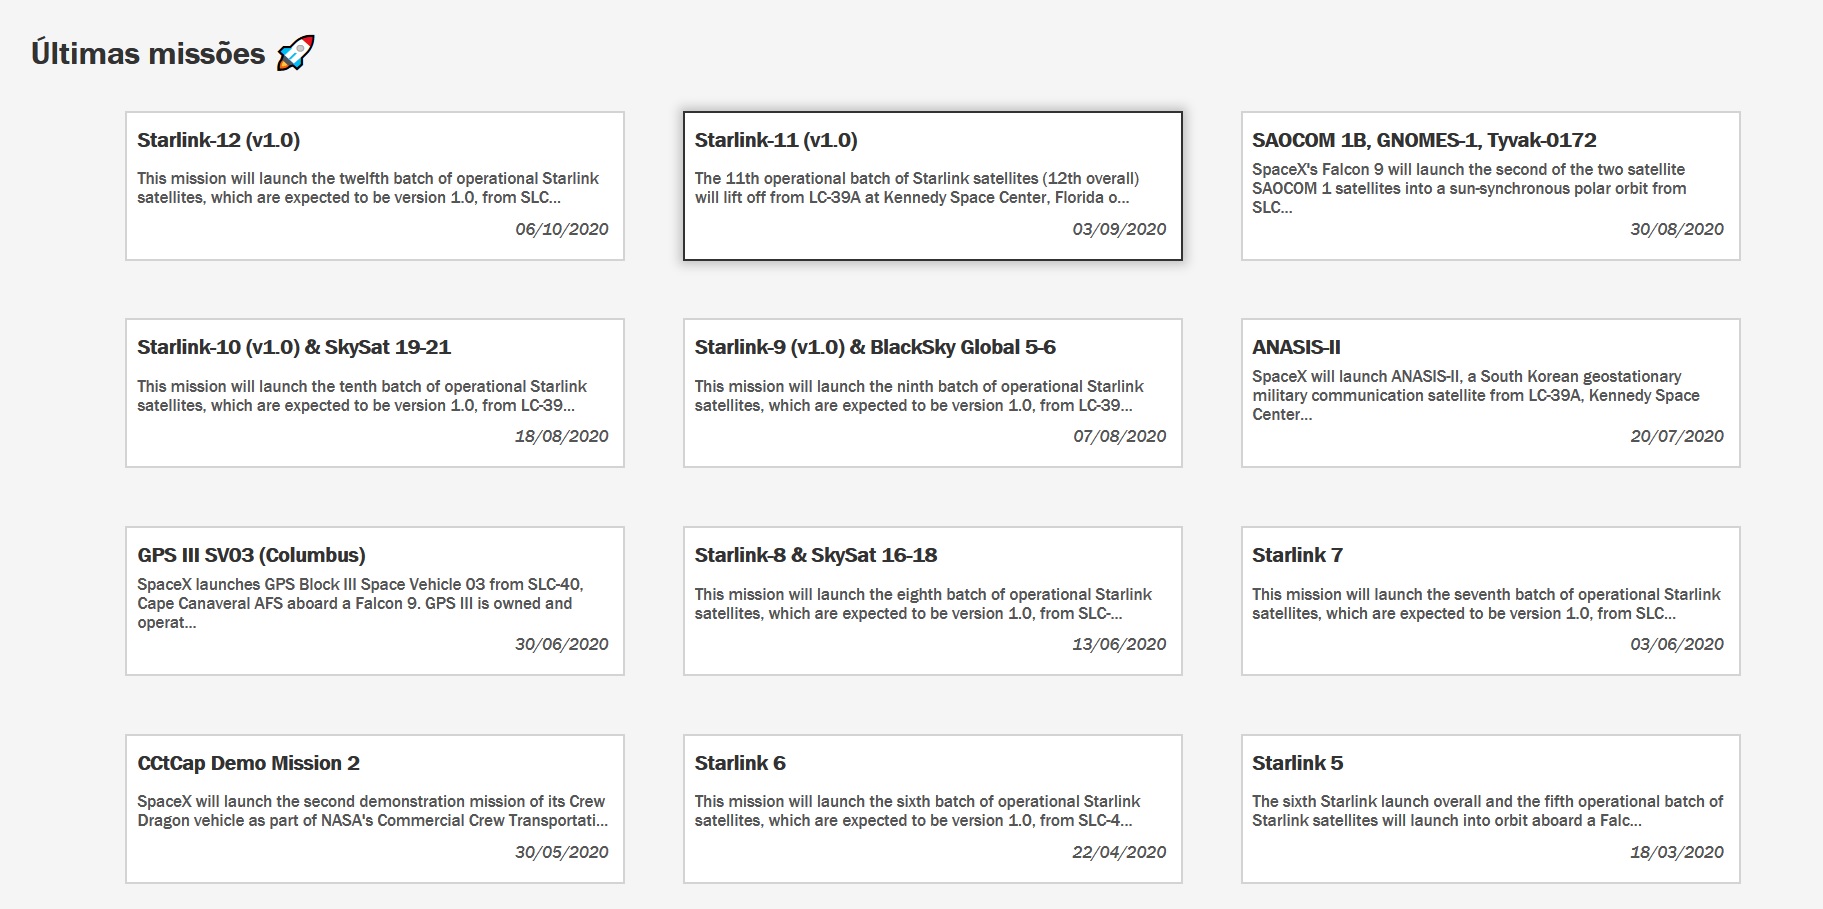 Últimas missões
Starlink-12 (v1.0)
This mission will launch the twelfth batch of operational Starlink
satellites, which are expected to be version 1.0, from SLC...
06/10/2020
Starlink-11 (v1.0)
The 11th operational batch of Starlink satellites (12th overall)
will lift off from LC-39A at Kennedy Space Center, Florida o...
03/09/2020
SAOCOM 1B, GNOMES-1, Tyvak-0172
SpaceX's Falcon 9 will launch the second of the two satellite
SAOCOM 1 satellites into a sun-synchronous polar orbit from
SLC...
30/08/2020
Starlink-10 (v1.0) & SkySat 19-21
This mission will launch the tenth batch of operational Starlink
satellites, which are expected to be version 1.0, from LC-39...
18/08/2020
Starlink-9 (v1.0) & BlackSky Global 5-6
This mission will launch the ninth batch of operational Starlink
satellites, which are expected to be version 1.0, from LC-39...
07/08/2020
ANASIS-II
SpaceX will launch ANASIS-II, a South Korean geostationary
military communication satellite from LC-39A, Kennedy Space
Center...
20/07/2020
GPS III SV03 (Columbus)
SpaceX launches GPS Block III Space Vehicle 03 from SLC-40,
Cape Canaveral AFS aboard a Falcon 9. GPS III is owned and
operat...
30/06/2020
Starlink-8 & SkySat 16-18
This mission will launch the eighth batch of operational Starlink
satellites, which are expected to be version 1.0, from SLC-...
13/06/2020
Starlink 7
This mission will launch the seventh batch of operational Starlink
satellites, which are expected to be version 1.0, from SLC...
03/06/2020
CCtCap Demo Mission 2
SpaceX will launch the second demonstration mission of its Crew
Dragon vehicle as part of NASA's Commercial Crew Transportati...
30/05/2020
Starlink 6
This mission will launch the sixth batch of operational Starlink
satellites, which are expected to be version 1.0, from SLC-4...
22/04/2020
Starlink 5
The sixth Starlink launch overall and the fifth operational batch of
Starlink satellites will launch into orbit aboard a Falc...
18/03/2020